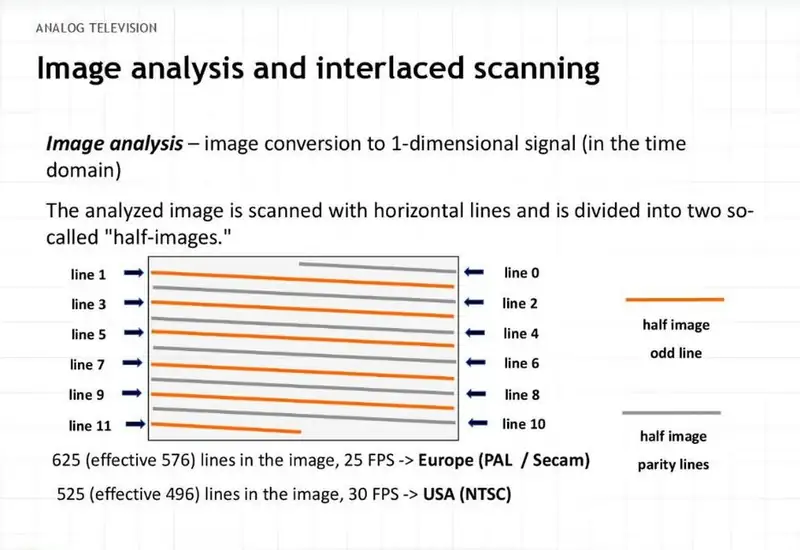 ANALOG TELEVISION
Image analysis and interlaced scanning
Image analysis – image conversion to 1-dimensional signal (in the time
domain)
The analyzed image is scanned with horizontal lines and is divided into two so-
called "half-images."
line 1
line 0
line 3
line 2
line 5
line 4
line 7
line 6
line 9
line 8
line 11
line 10
half image
odd line
half image
parity lines
625 (effective 576) lines in the image, 25 FPS -> Europe (PAL / Secam)
525 (effective 496) lines in the image, 30 FPS -> USA (NTSC)